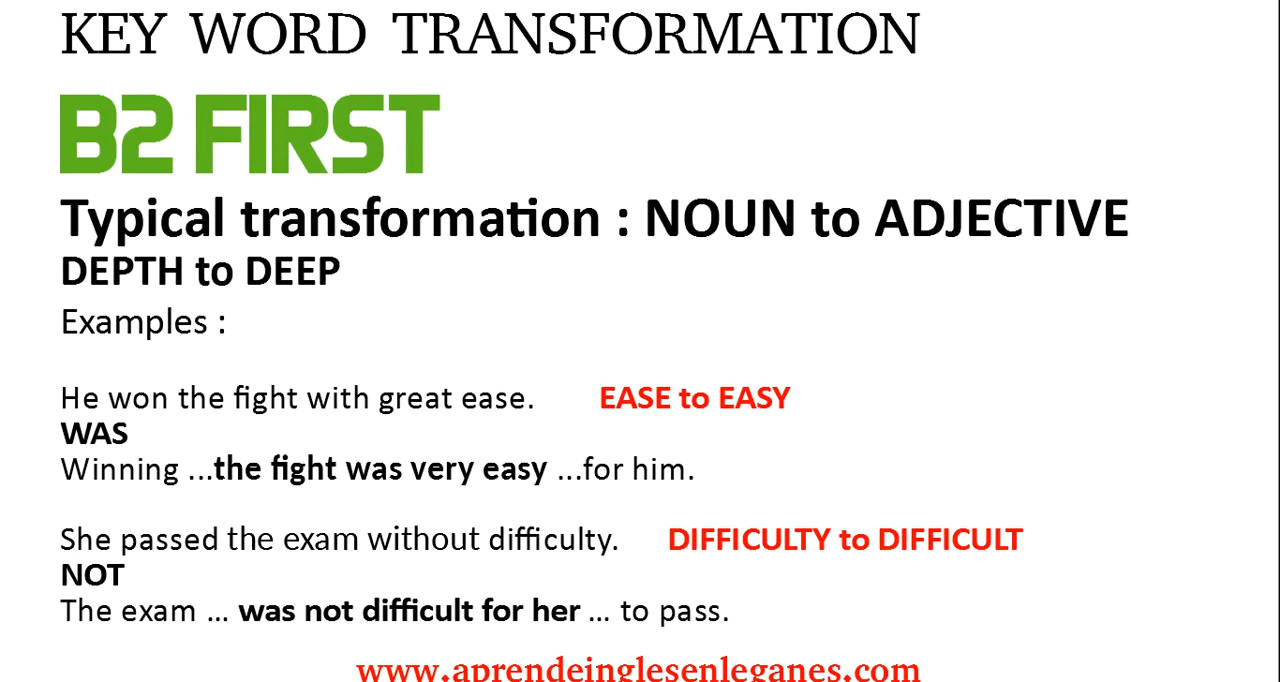 KEY WORD TRANSFORMATION
B2 FIRST
Typical transformation : NOUN to ADJECTIVE
DEPTH to DEEP
Examples :
He won the fight with great ease. EASE to EASY
WAS
Winning ...the fight was very easy ...for him.
She passed the exam without difficulty. DIFFICULTY to DIFFICULT
NOT
The exam ... was not difficult for her ... to pass.
www.aprendeinglesenleganes.com